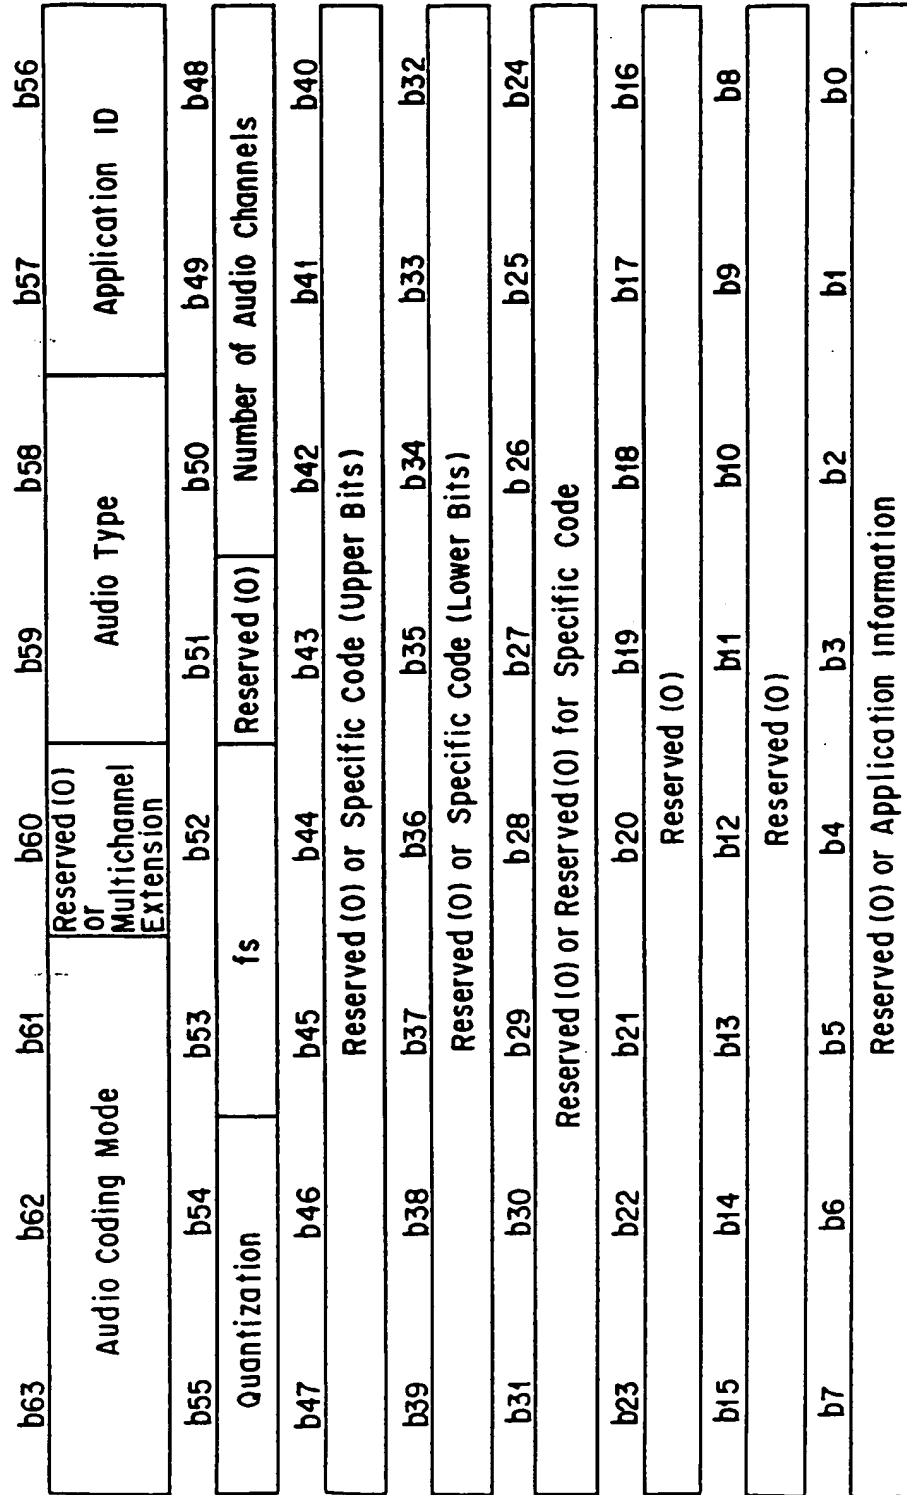 b63 b62 b61 b60 b59 b58 b57 b56
Audio Coding Mode
Reserved (0)
or
Multichannel
Extension
Audio Type
Application ID
b55 b54 b53 b52 b51 b50 b49 b48
Quantization
fs
Reserved (0)
Number of Audio Channels
b47 b46 b45 b44 b43 b42 b41 b40
Reserved (0) or Specific Code (Upper Bits)
b39 b38 b37 b36 b35 b34 b33 b32
Reserved (0) or Specific Code (Lower Bits)
b31 b30 b29 b28 b27 b26 b25 b24
Reserved (0) or Reserved (0) for Specific Code
b23 b22 b21 b20 b19 b18 b17 b16
Reserved (0)
b15 b14 b13 b12 b11 b10 b9 b8
Reserved (0)
b7 b6 b5 b4 b3 b2 b1 b0
Reserved (0) or Application Information